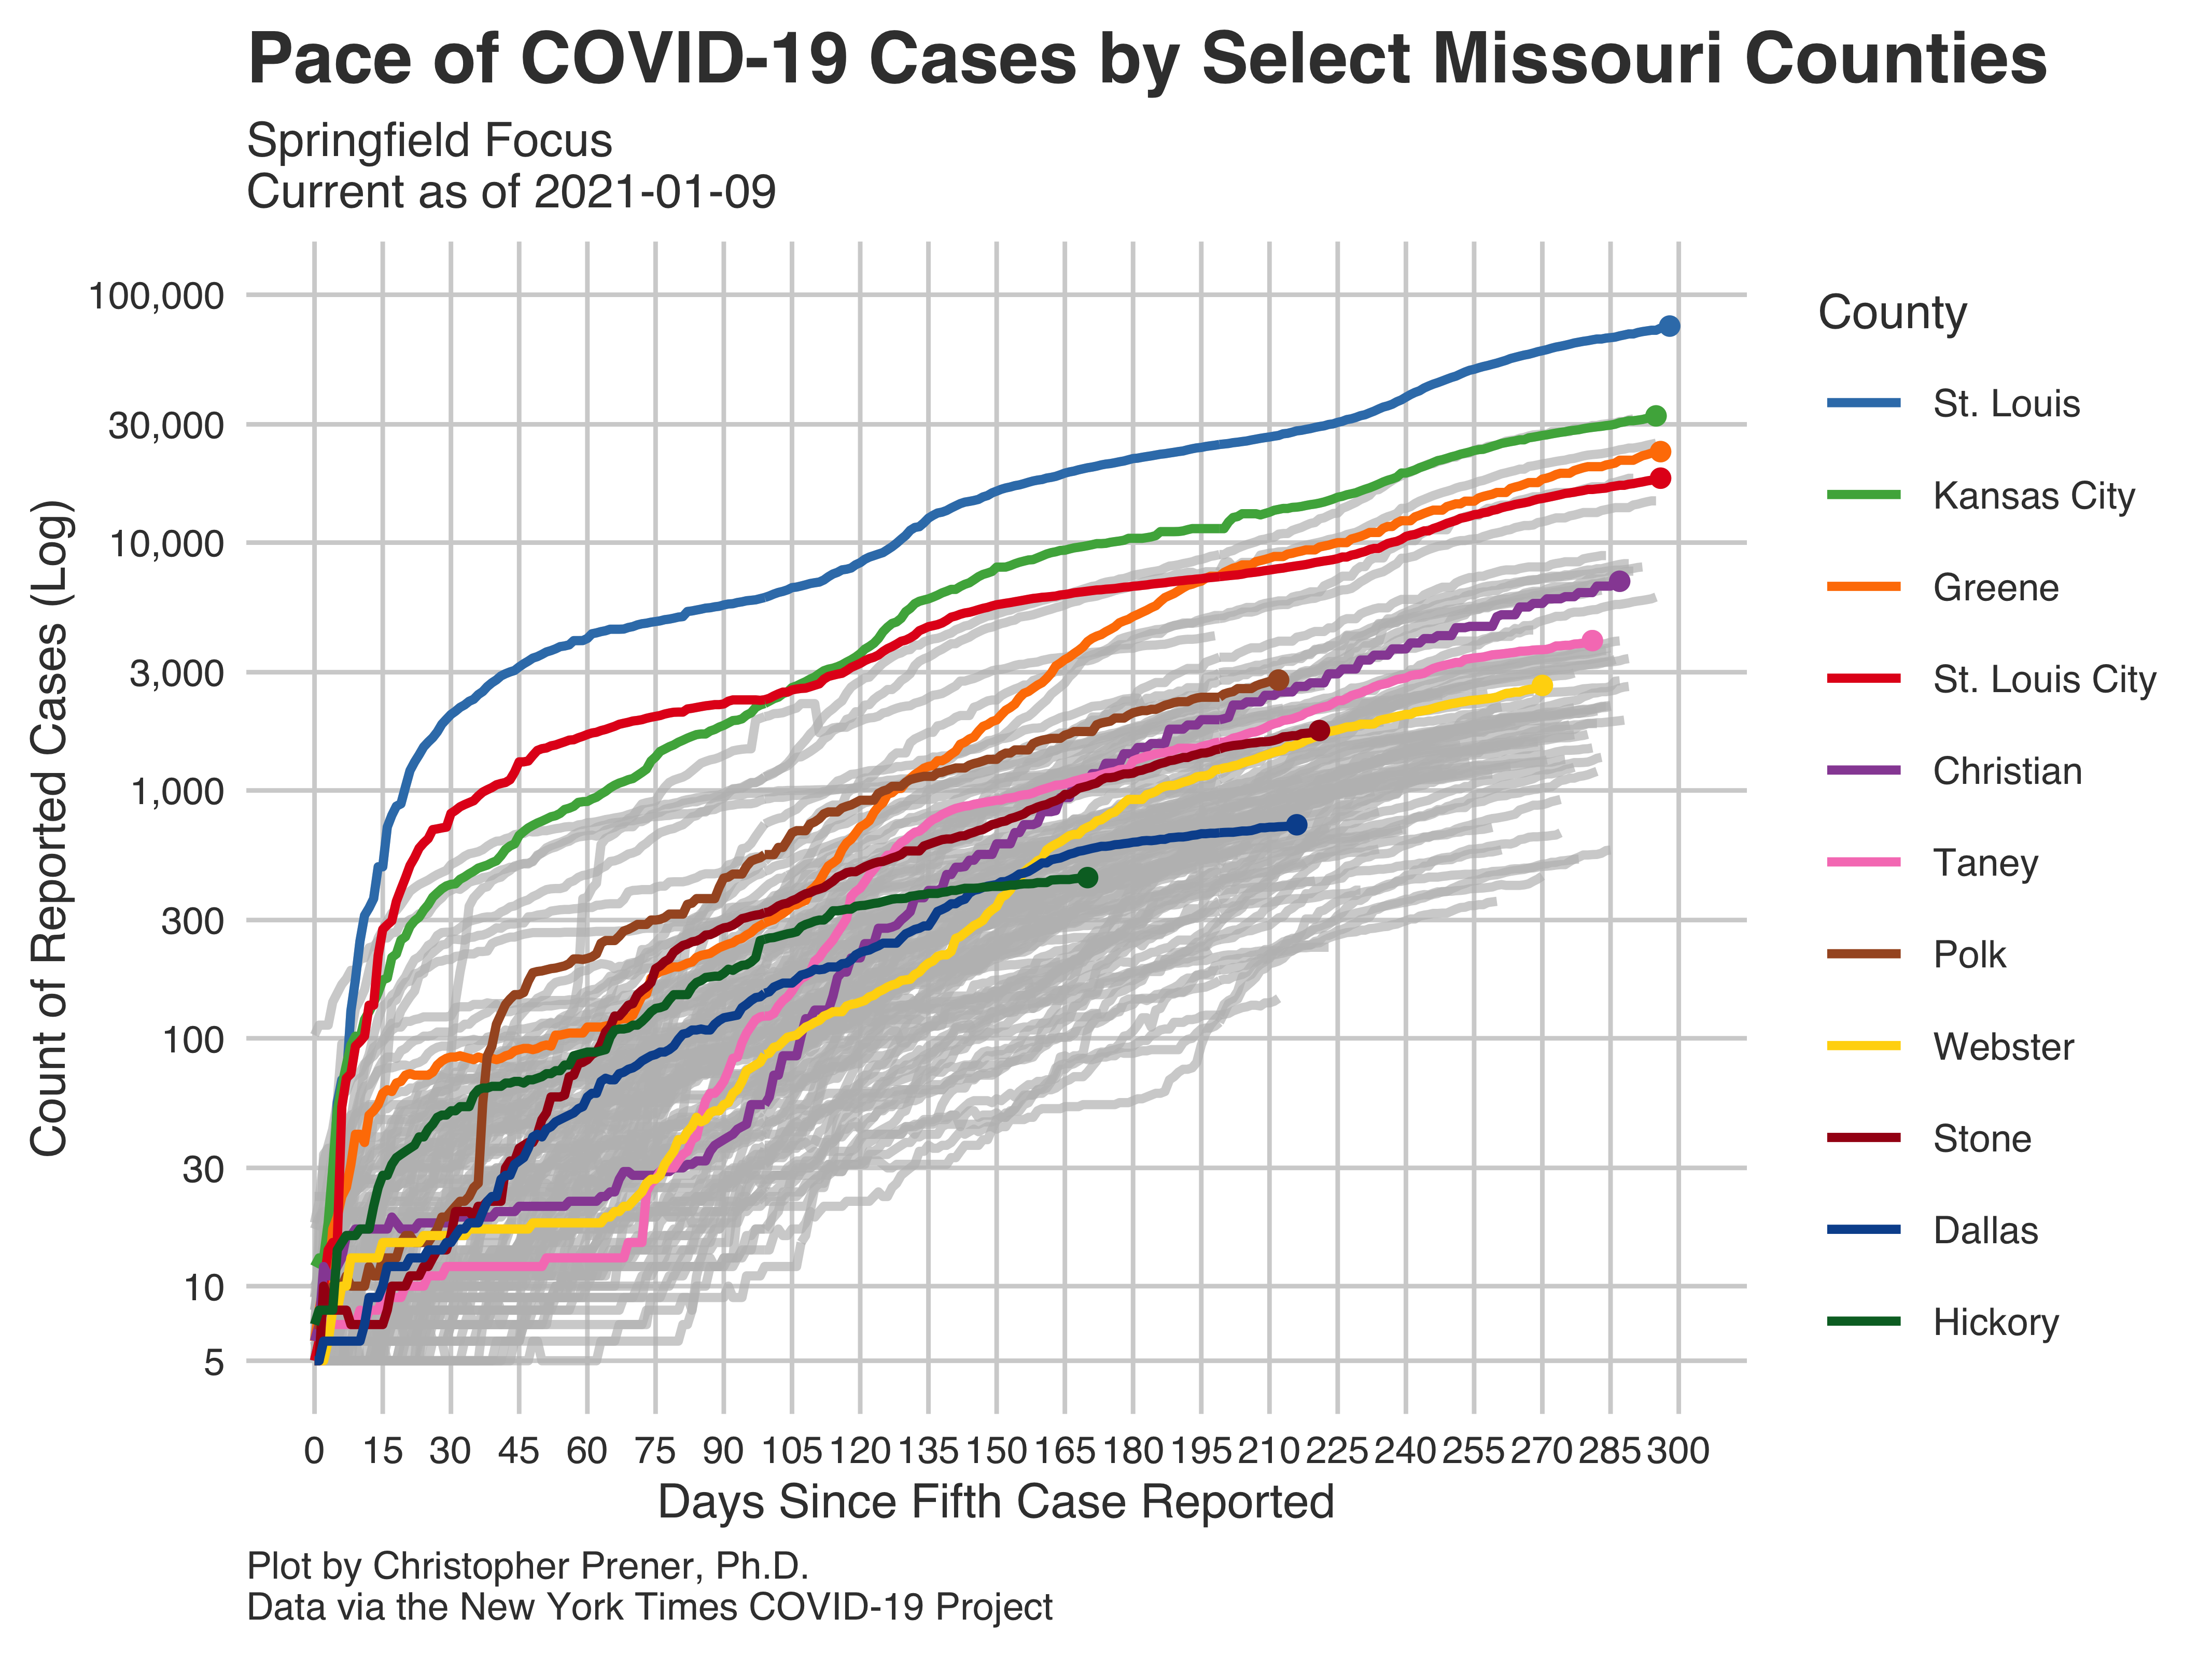 Pace of COVID-19 Cases by Select Missouri Counties
Springfield Focus
Current as of 2021-01-09
Count of Reported Cases (Log)
100,000
30,000
10,000
3,000
1,000
300
100
30
10
5
0 15 30 45 60 75 90 105 120 135 150 165 180 195 210 225 240 255 270 285 300
Days Since Fifth Case Reported
County
St. Louis
Kansas City
Greene
St. Louis City
Christian
Taney
Polk
Webster
Stone
Dallas
Hickory
Plot by Christopher Prener, Ph.D.
Data via the New York Times COVID-19 Project